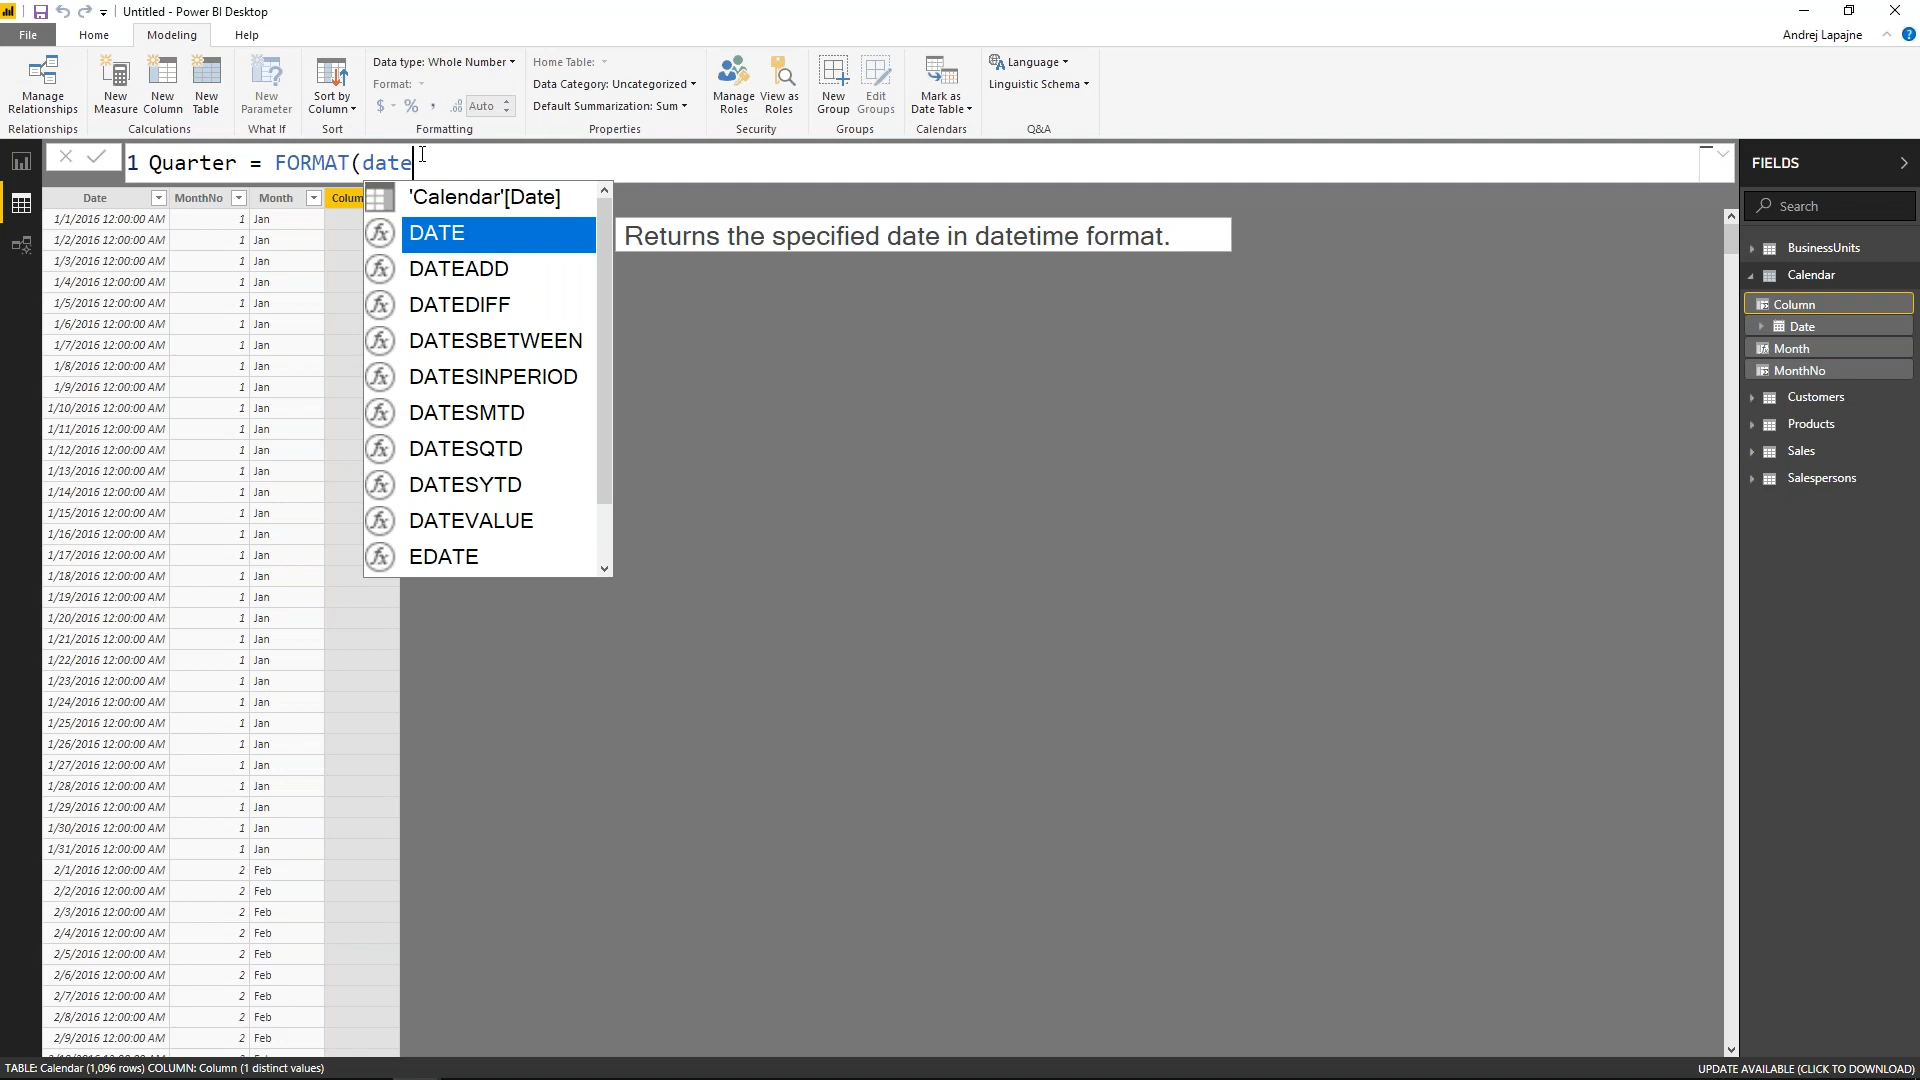 Untitled - Power BI Desktop
File
Home
Modeling
Help
Andrej Lapajne
Manage Relationships
New Measure
New Column
New Table
New Parameter
Sort by Column
Data type: Whole Number
Format:
$ % , .00 Auto
Home Table:
Data Category: Uncategorized
Default Summarization: Sum
Manage Roles
View as Roles
New Group
Edit Groups
Mark as Date Table
Language
Linguistic Schema
Relationships
Calculations
What If
Sort
Formatting
Properties
Security
Groups
Calendars
Q&A
1 Quarter = FORMAT(date
'Calendar'[Date]
DATE
Returns the specified date in datetime format.
DATEADD
DATEDIFF
DATESBETWEEN
DATESINPERIOD
DATESMTD
DATESQTD
DATESYTD
DATEVALUE
EDATE
Date MonthNo Month Colum
1/1/2016 12:00:00 AM 1 Jan
1/2/2016 12:00:00 AM 1 Jan
1/3/2016 12:00:00 AM 1 Jan
1/4/2016 12:00:00 AM 1 Jan
1/5/2016 12:00:00 AM 1 Jan
1/6/2016 12:00:00 AM 1 Jan
1/7/2016 12:00:00 AM 1 Jan
1/8/2016 12:00:00 AM 1 Jan
1/9/2016 12:00:00 AM 1 Jan
1/10/2016 12:00:00 AM 1 Jan
1/11/2016 12:00:00 AM 1 Jan
1/12/2016 12:00:00 AM 1 Jan
1/13/2016 12:00:00 AM 1 Jan
1/14/2016 12:00:00 AM 1 Jan
1/15/2016 12:00:00 AM 1 Jan
1/16/2016 12:00:00 AM 1 Jan
1/17/2016 12:00:00 AM 1 Jan
1/18/2016 12:00:00 AM 1 Jan
1/19/2016 12:00:00 AM 1 Jan
1/20/2016 12:00:00 AM 1 Jan
1/21/2016 12:00:00 AM 1 Jan
1/22/2016 12:00:00 AM 1 Jan
1/23/2016 12:00:00 AM 1 Jan
1/24/2016 12:00:00 AM 1 Jan
1/25/2016 12:00:00 AM 1 Jan
1/26/2016 12:00:00 AM 1 Jan
1/27/2016 12:00:00 AM 1 Jan
1/28/2016 12:00:00 AM 1 Jan
1/29/2016 12:00:00 AM 1 Jan
1/30/2016 12:00:00 AM 1 Jan
1/31/2016 12:00:00 AM 1 Jan
2/1/2016 12:00:00 AM 2 Feb
2/2/2016 12:00:00 AM 2 Feb
2/3/2016 12:00:00 AM 2 Feb
2/4/2016 12:00:00 AM 2 Feb
2/5/2016 12:00:00 AM 2 Feb
2/6/2016 12:00:00 AM 2 Feb
2/7/2016 12:00:00 AM 2 Feb
2/8/2016 12:00:00 AM 2 Feb
2/9/2016 12:00:00 AM 2 Feb
FIELDS
Search
BusinessUnits
Calendar
Column
Date
Month
MonthNo
Customers
Products
Sales
Salespersons
TABLE: Calendar (1,096 rows) COLUMN: Column (1 distinct values)
UPDATE AVAILABLE (CLICK TO DOWNLOAD)